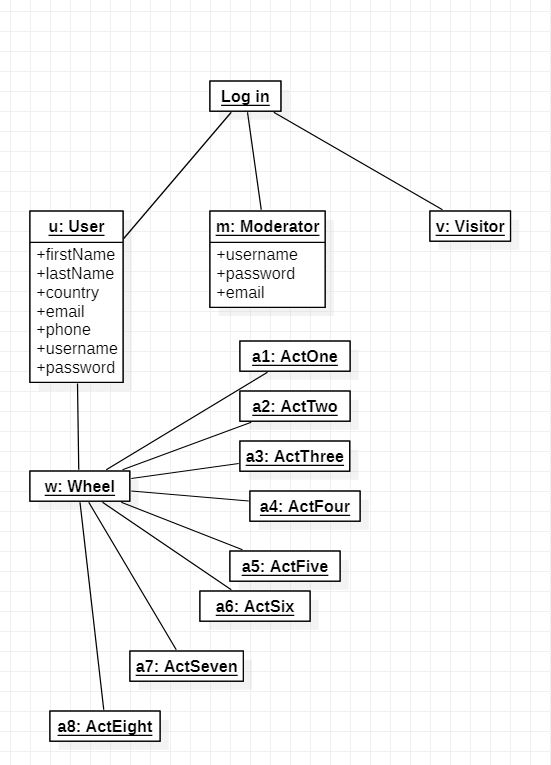 Log in
u: User
+firstName
+lastName
+country
+email
+phone
+username
+password
m: Moderator
+username
+password
+email
v: Visitor
a1: ActOne
a2: ActTwo
a3: ActThree
w: Wheel
a4: ActFour
a5: ActFive
a6: ActSix
a7: ActSeven
a8: ActEight